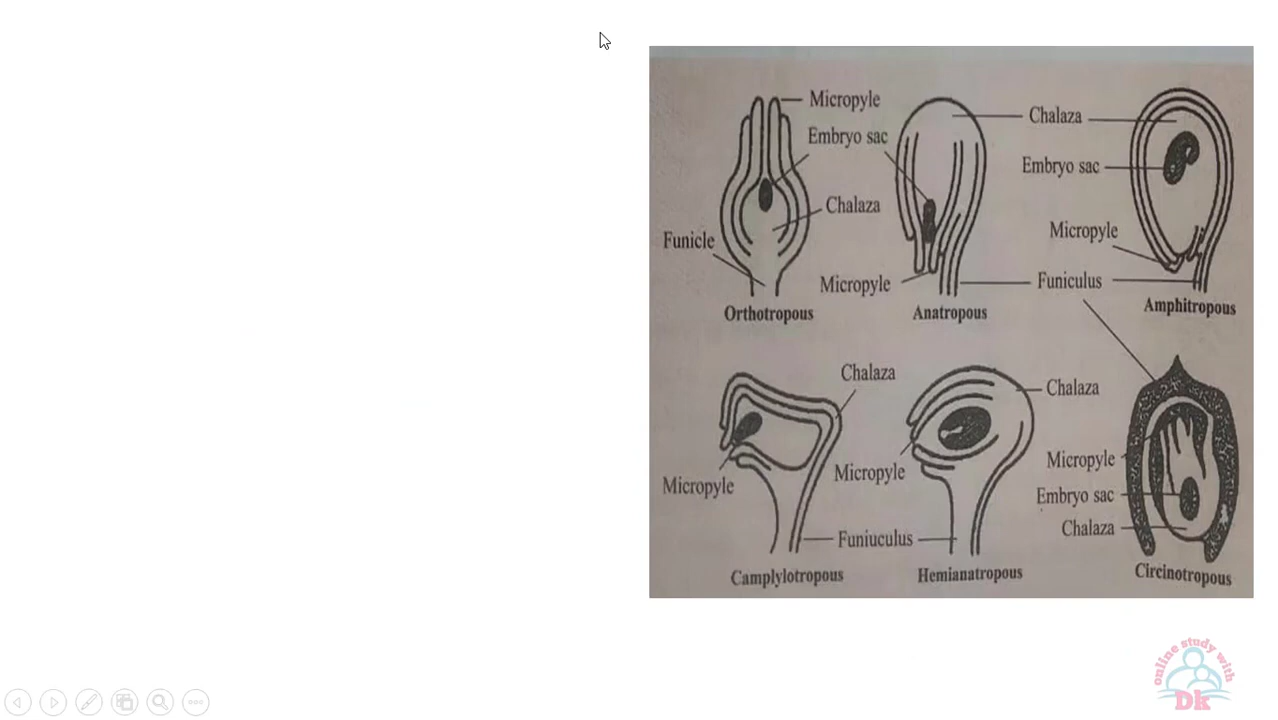 Micropyle
Embryo sac
Chalaza
Funicle
Orthotropous
Micropyle
Anatropous
Chalaza
Embryo sac
Micropyle
Funiculus
Amphitropous
Chalaza
Micropyle
Funiuculus
Camplylotropous
Chalaza
Micropyle
Hemianatropous
Micropyle
Embryo sac
Chalaza
Circinotropous
online study with
Dk